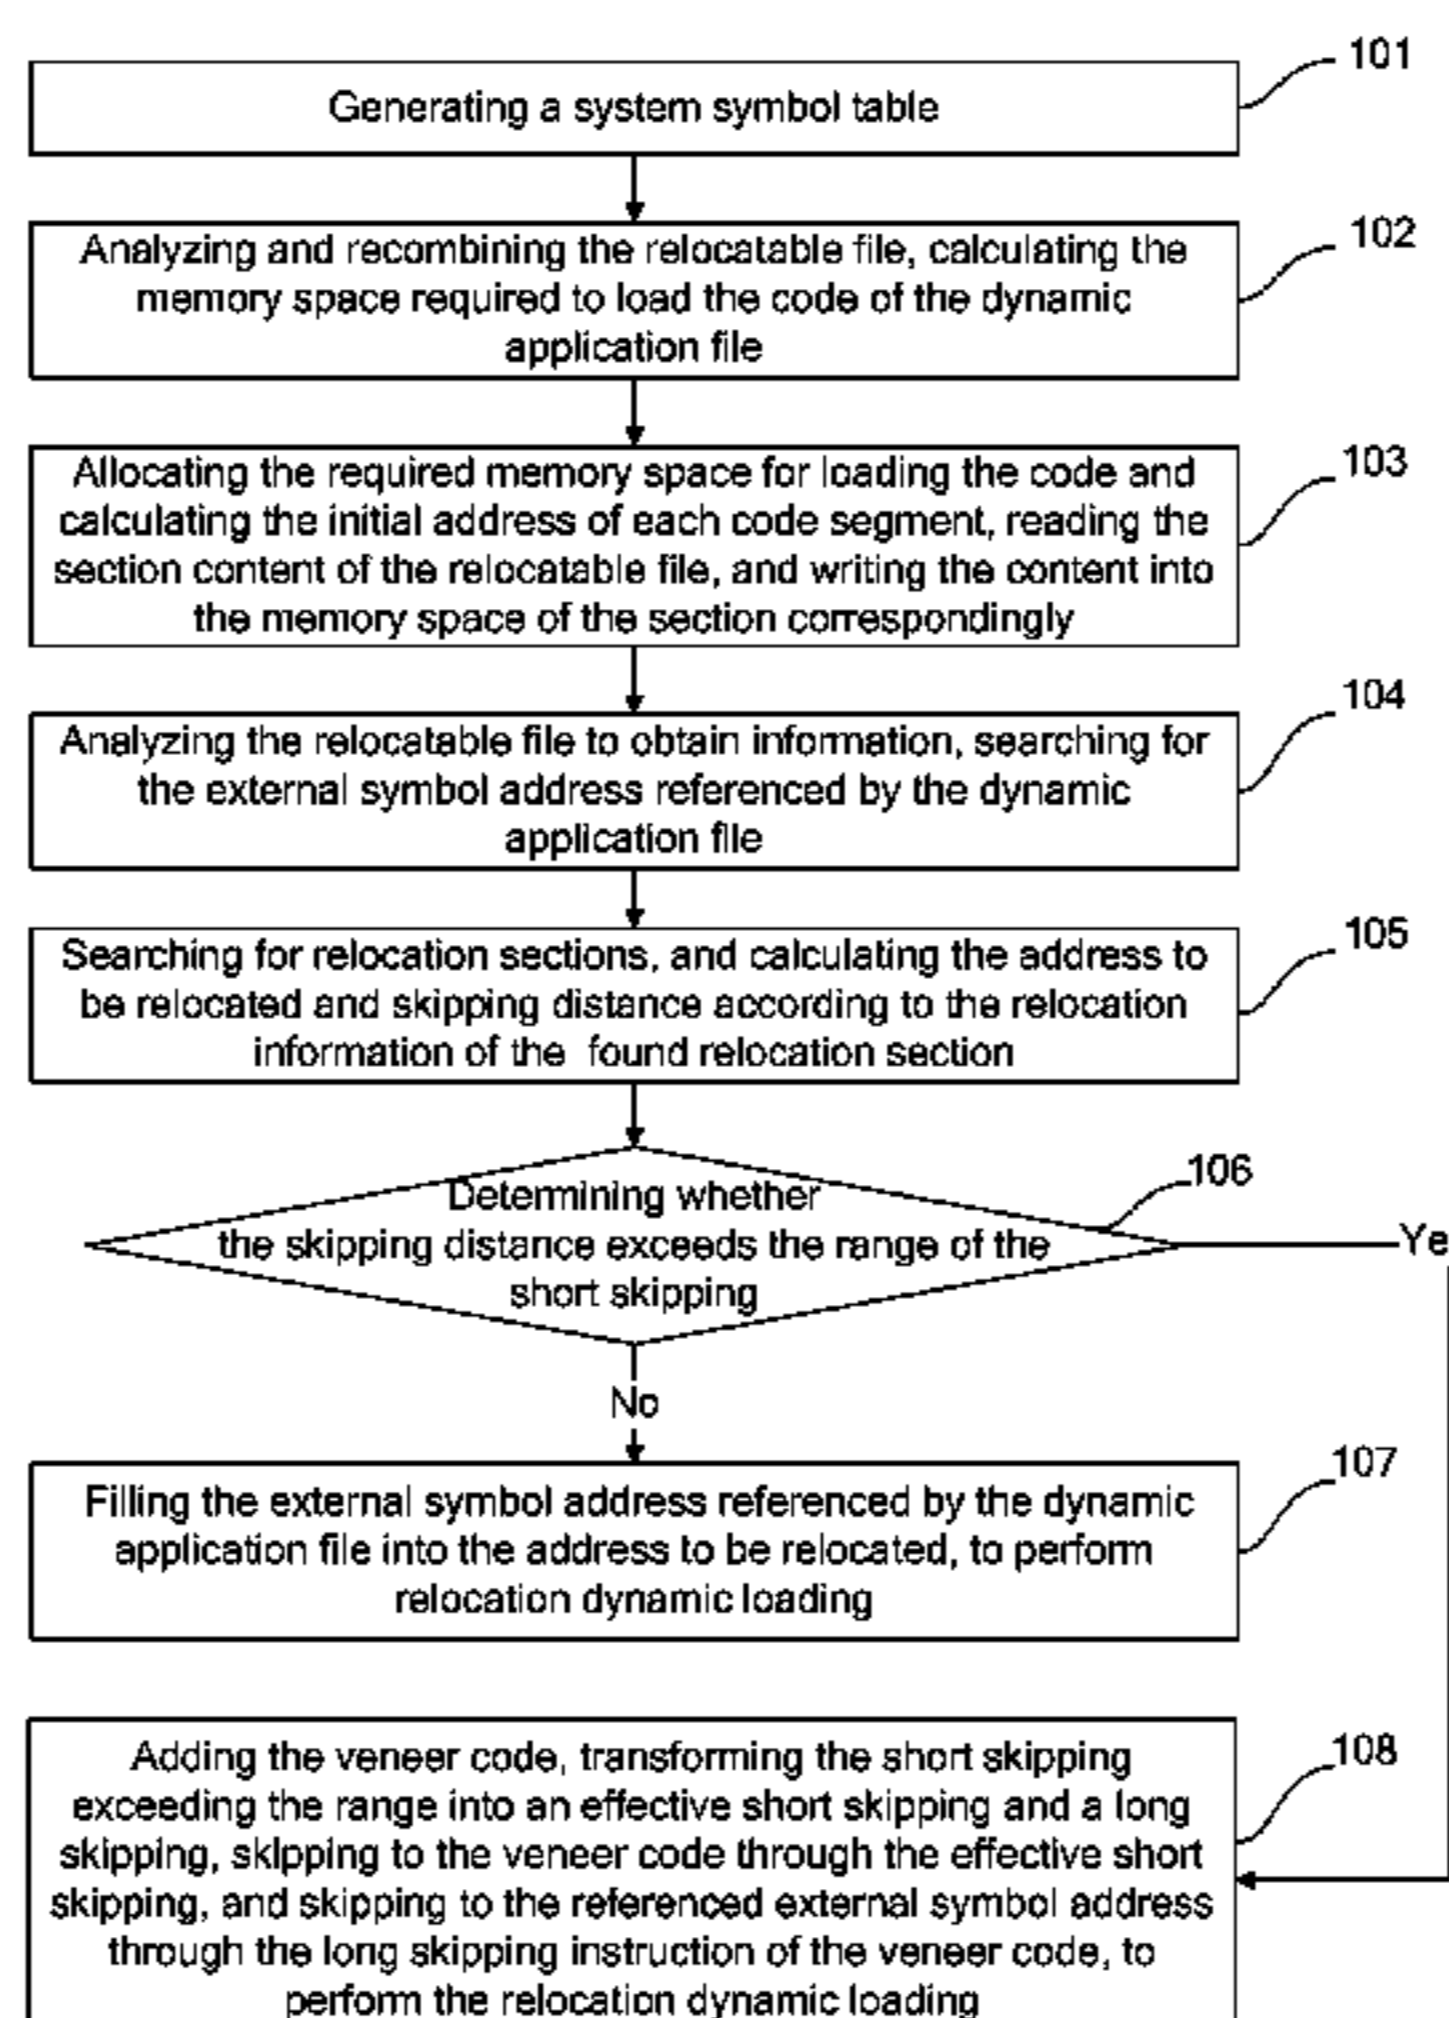 101
Generating a system symbol table
102
Analyzing and recombining the relocatable file, calculating the
memory space required to load the code of the dynamic
application file
103
Allocating the required memory space for loading the code and
calculating the initial address of each code segment, reading the
section content of the relocatable file, and writing the content into
the memory space of the section correspondingly
104
Analyzing the relocatable file to obtain information, searching for
the external symbol address referenced by the dynamic
application file
105
Searching for relocation sections, and calculating the address to
be relocated and skipping distance according to the relocation
information of the found relocation section
106
Determining whether
the skipping distance exceeds the range of the
short skipping
Ye
No
107
Filling the external symbol address referenced by the dynamic
application file into the address to be relocated, to perform
relocation dynamic loading
108
Adding the veneer code, transforming the short skipping
exceeding the range into an effective short skipping and a long
skipping, skipping to the veneer code through the effective short
skipping, and skipping to the referenced external symbol address
through the long skipping instruction of the veneer code, to
perform the relocation dynamic loading